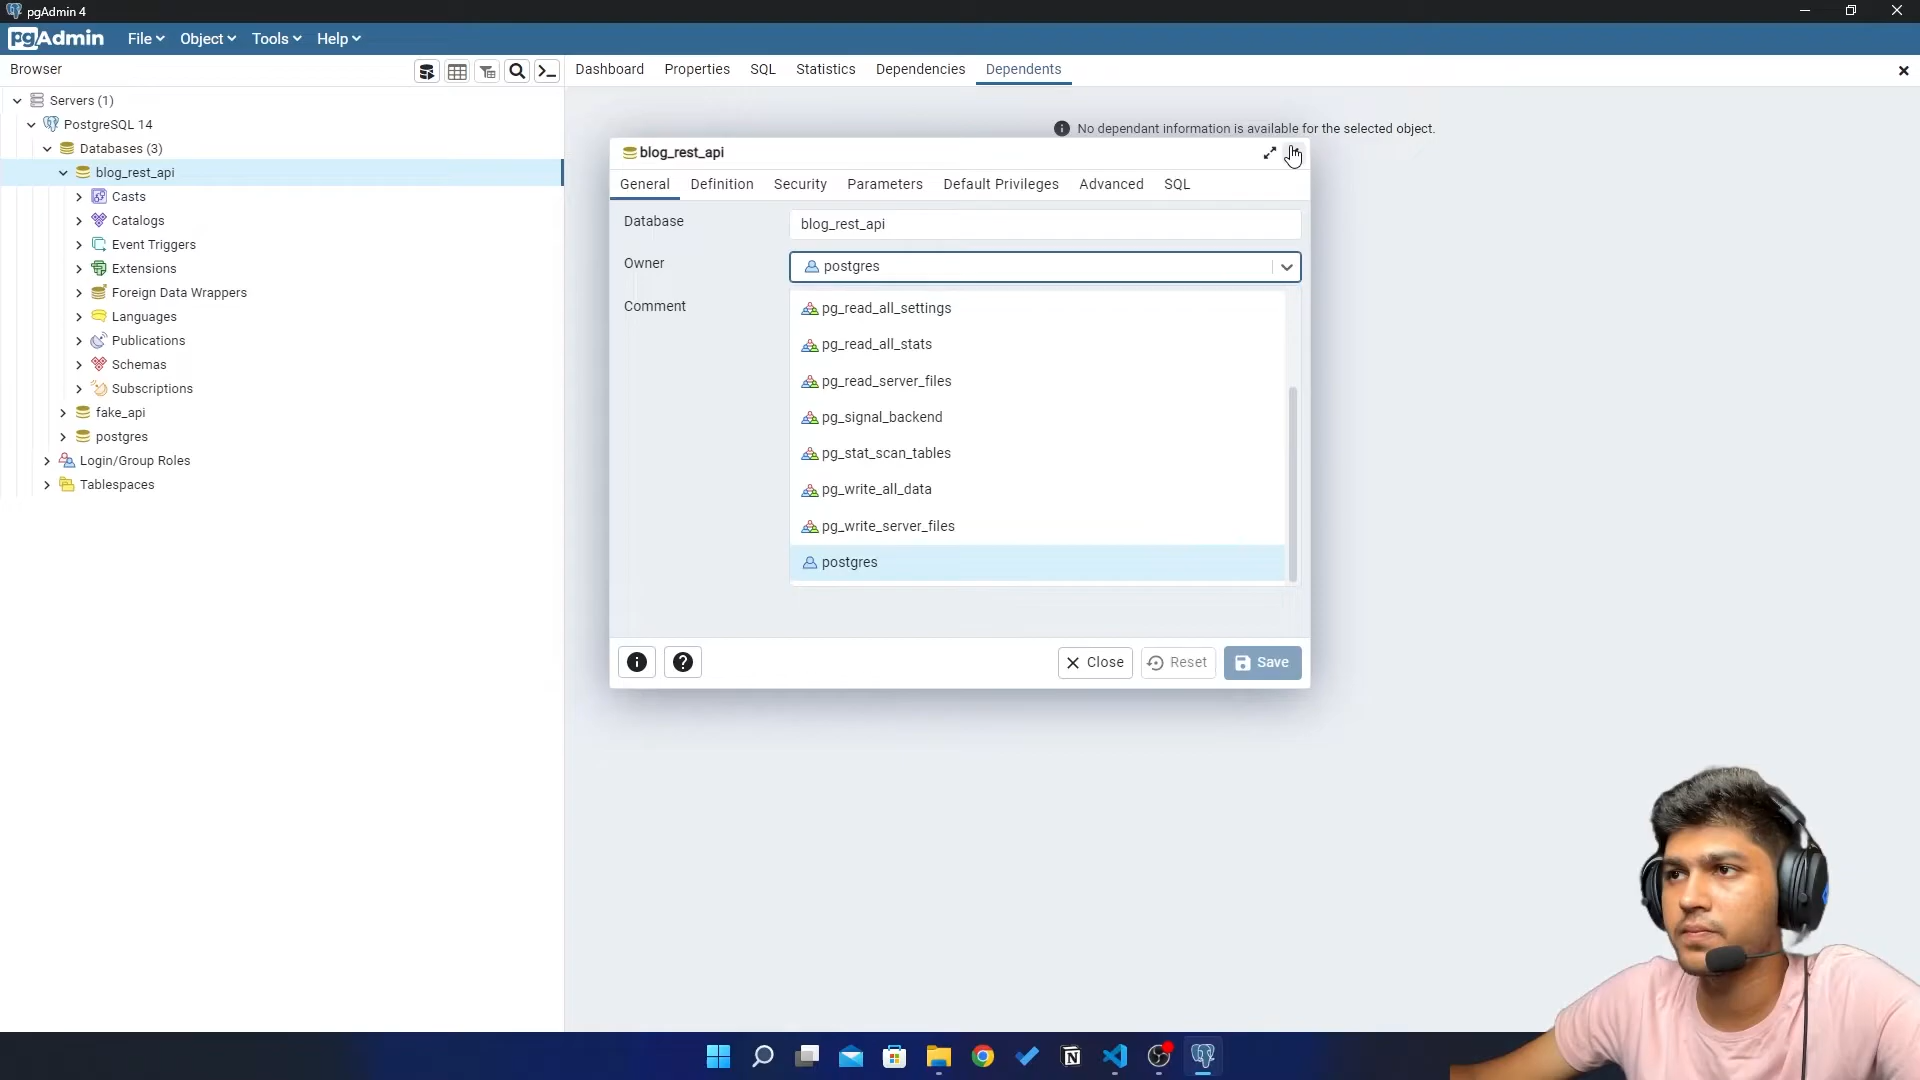 pgAdmin 4
pgAdmin File Object Tools Help
Browser
Dashboard Properties SQL Statistics Dependencies Dependents
Servers (1)
PostgreSQL 14
Databases (3)
blog_rest_api
Casts
Catalogs
Event Triggers
Extensions
Foreign Data Wrappers
Languages
Publications
Schemas
Subscriptions
fake_api
postgres
Login/Group Roles
Tablespaces
No dependant information is available for the selected object.
blog_rest_api
General Definition Security Parameters Default Privileges Advanced SQL
Database blog_rest_api
Owner postgres
Comment
pg_read_all_settings
pg_read_all_stats
pg_read_server_files
pg_signal_backend
pg_stat_scan_tables
pg_write_all_data
pg_write_server_files
postgres
Close Reset Save